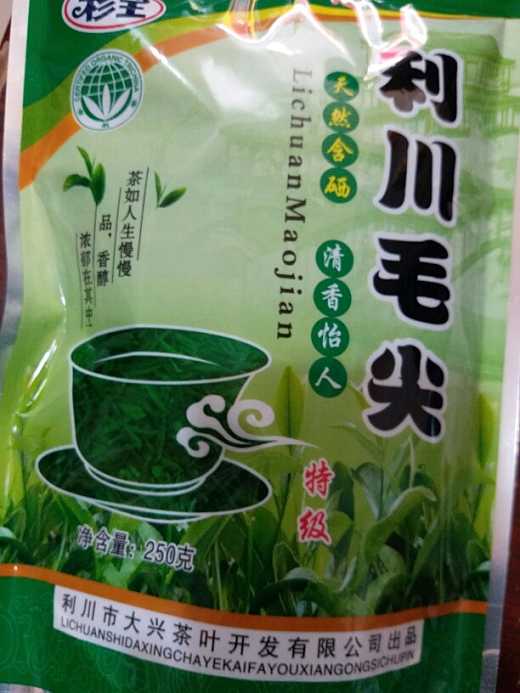 利川毛尖
LichuanMaojian
天然含硒
清香怡人
茶如人生慢慢
品，香醇
浓郁在其中
特级
净含量：250克
利川市大兴茶叶开发有限公司出品
LICHUANSHIDAXINGCHAYEKAIFAYOUXIANGONGSICHUPIN